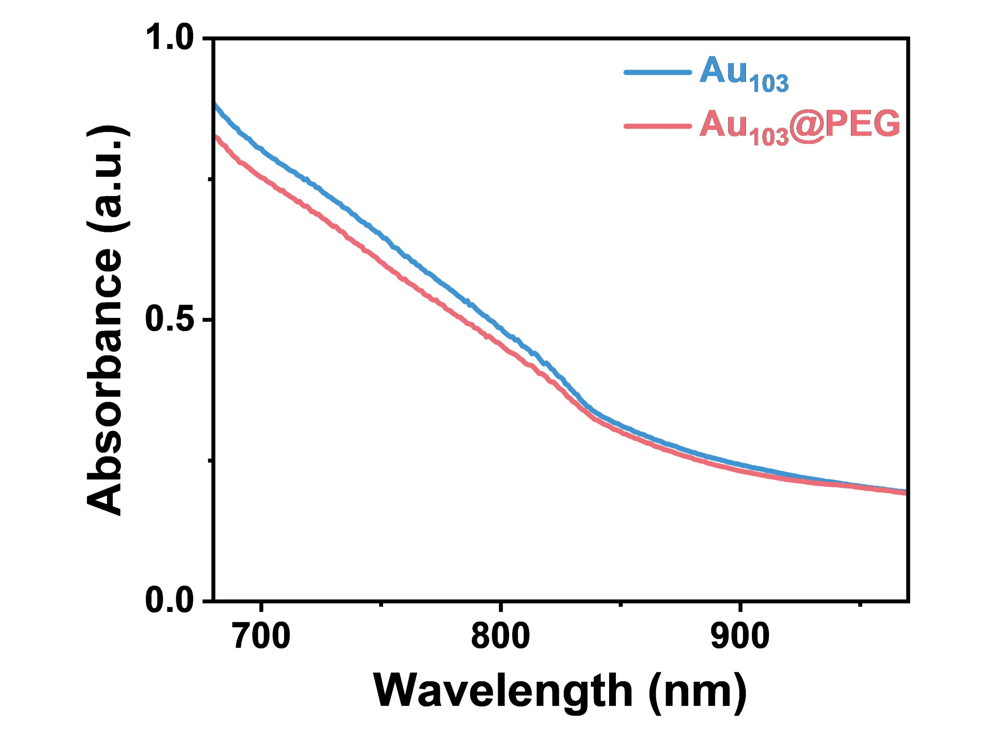 1.0
Au₁₀₃
Au₁₀₃@PEG
Absorbance (a.u.)
0.5
0.0
700 800 900
Wavelength (nm)